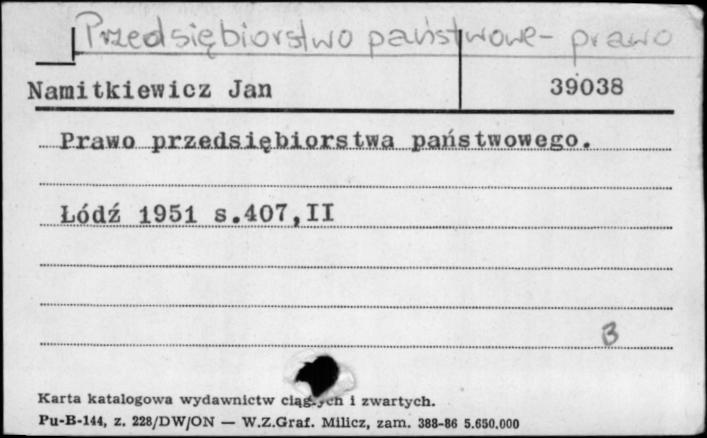 Przedsiębiorstwo państwowe - prawo
Namitkiewicz Jan 39038
Prawo przedsiębiorstwa państwowego.
Łódź 1951 s.407,II
B
Karta katalogowa wydawnictw ciągłych i zwartych.
Pu-B-144, z. 228/DW/ON — W.Z.Graf. Milicz, zam. 388-86 5.650.000